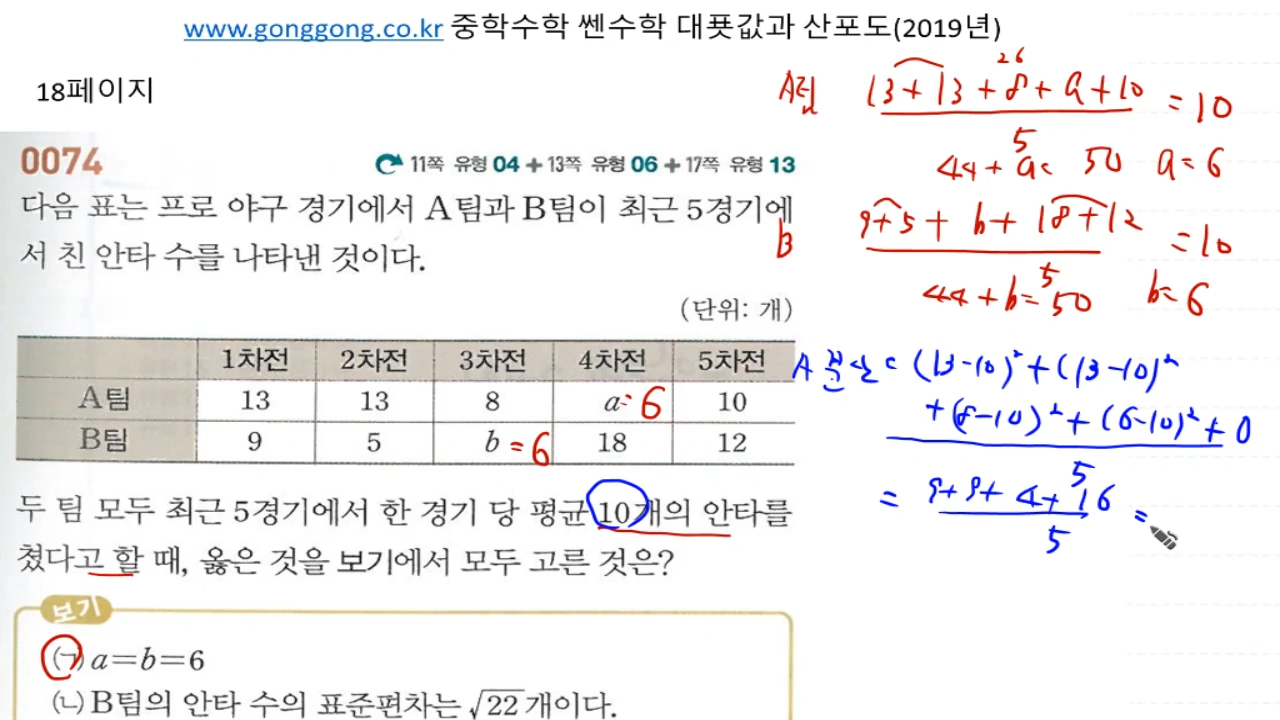 www.gonggong.co.kr 중학수학 쎈수학 대푯값과 산포도(2019년)
18페이지
0074 11쪽 유형 04 + 13쪽 유형 06 + 17쪽 유형 13
다음 표는 프로 야구 경기에서 A팀과 B팀이 최근 5경기에
서 친 안타 수를 나타낸 것이다.
(단위: 개)
1차전 2차전 3차전 4차전 5차전
A팀 13 13 8 a=6 10
B팀 9 5 b=6 18 12
두 팀 모두 최근 5경기에서 한 경기 당 평균 10개의 안타를
쳤다고 할 때, 옳은 것을 보기에서 모두 고른 것은?
보기
(ㄱ) a=b=6
(ㄴ) B팀의 안타 수의 표준편차는 √22개이다.
26
A팀 13+13+8+a+10 =10
5
44+a= 50 a=6
B 9+5+b+18+12 =10
5
44+b=50 b=6
A 분산= (13-10)²+(13-10)²
+(8-10)²+(6-10)²+0
5
= 9+9+4+16 =
5